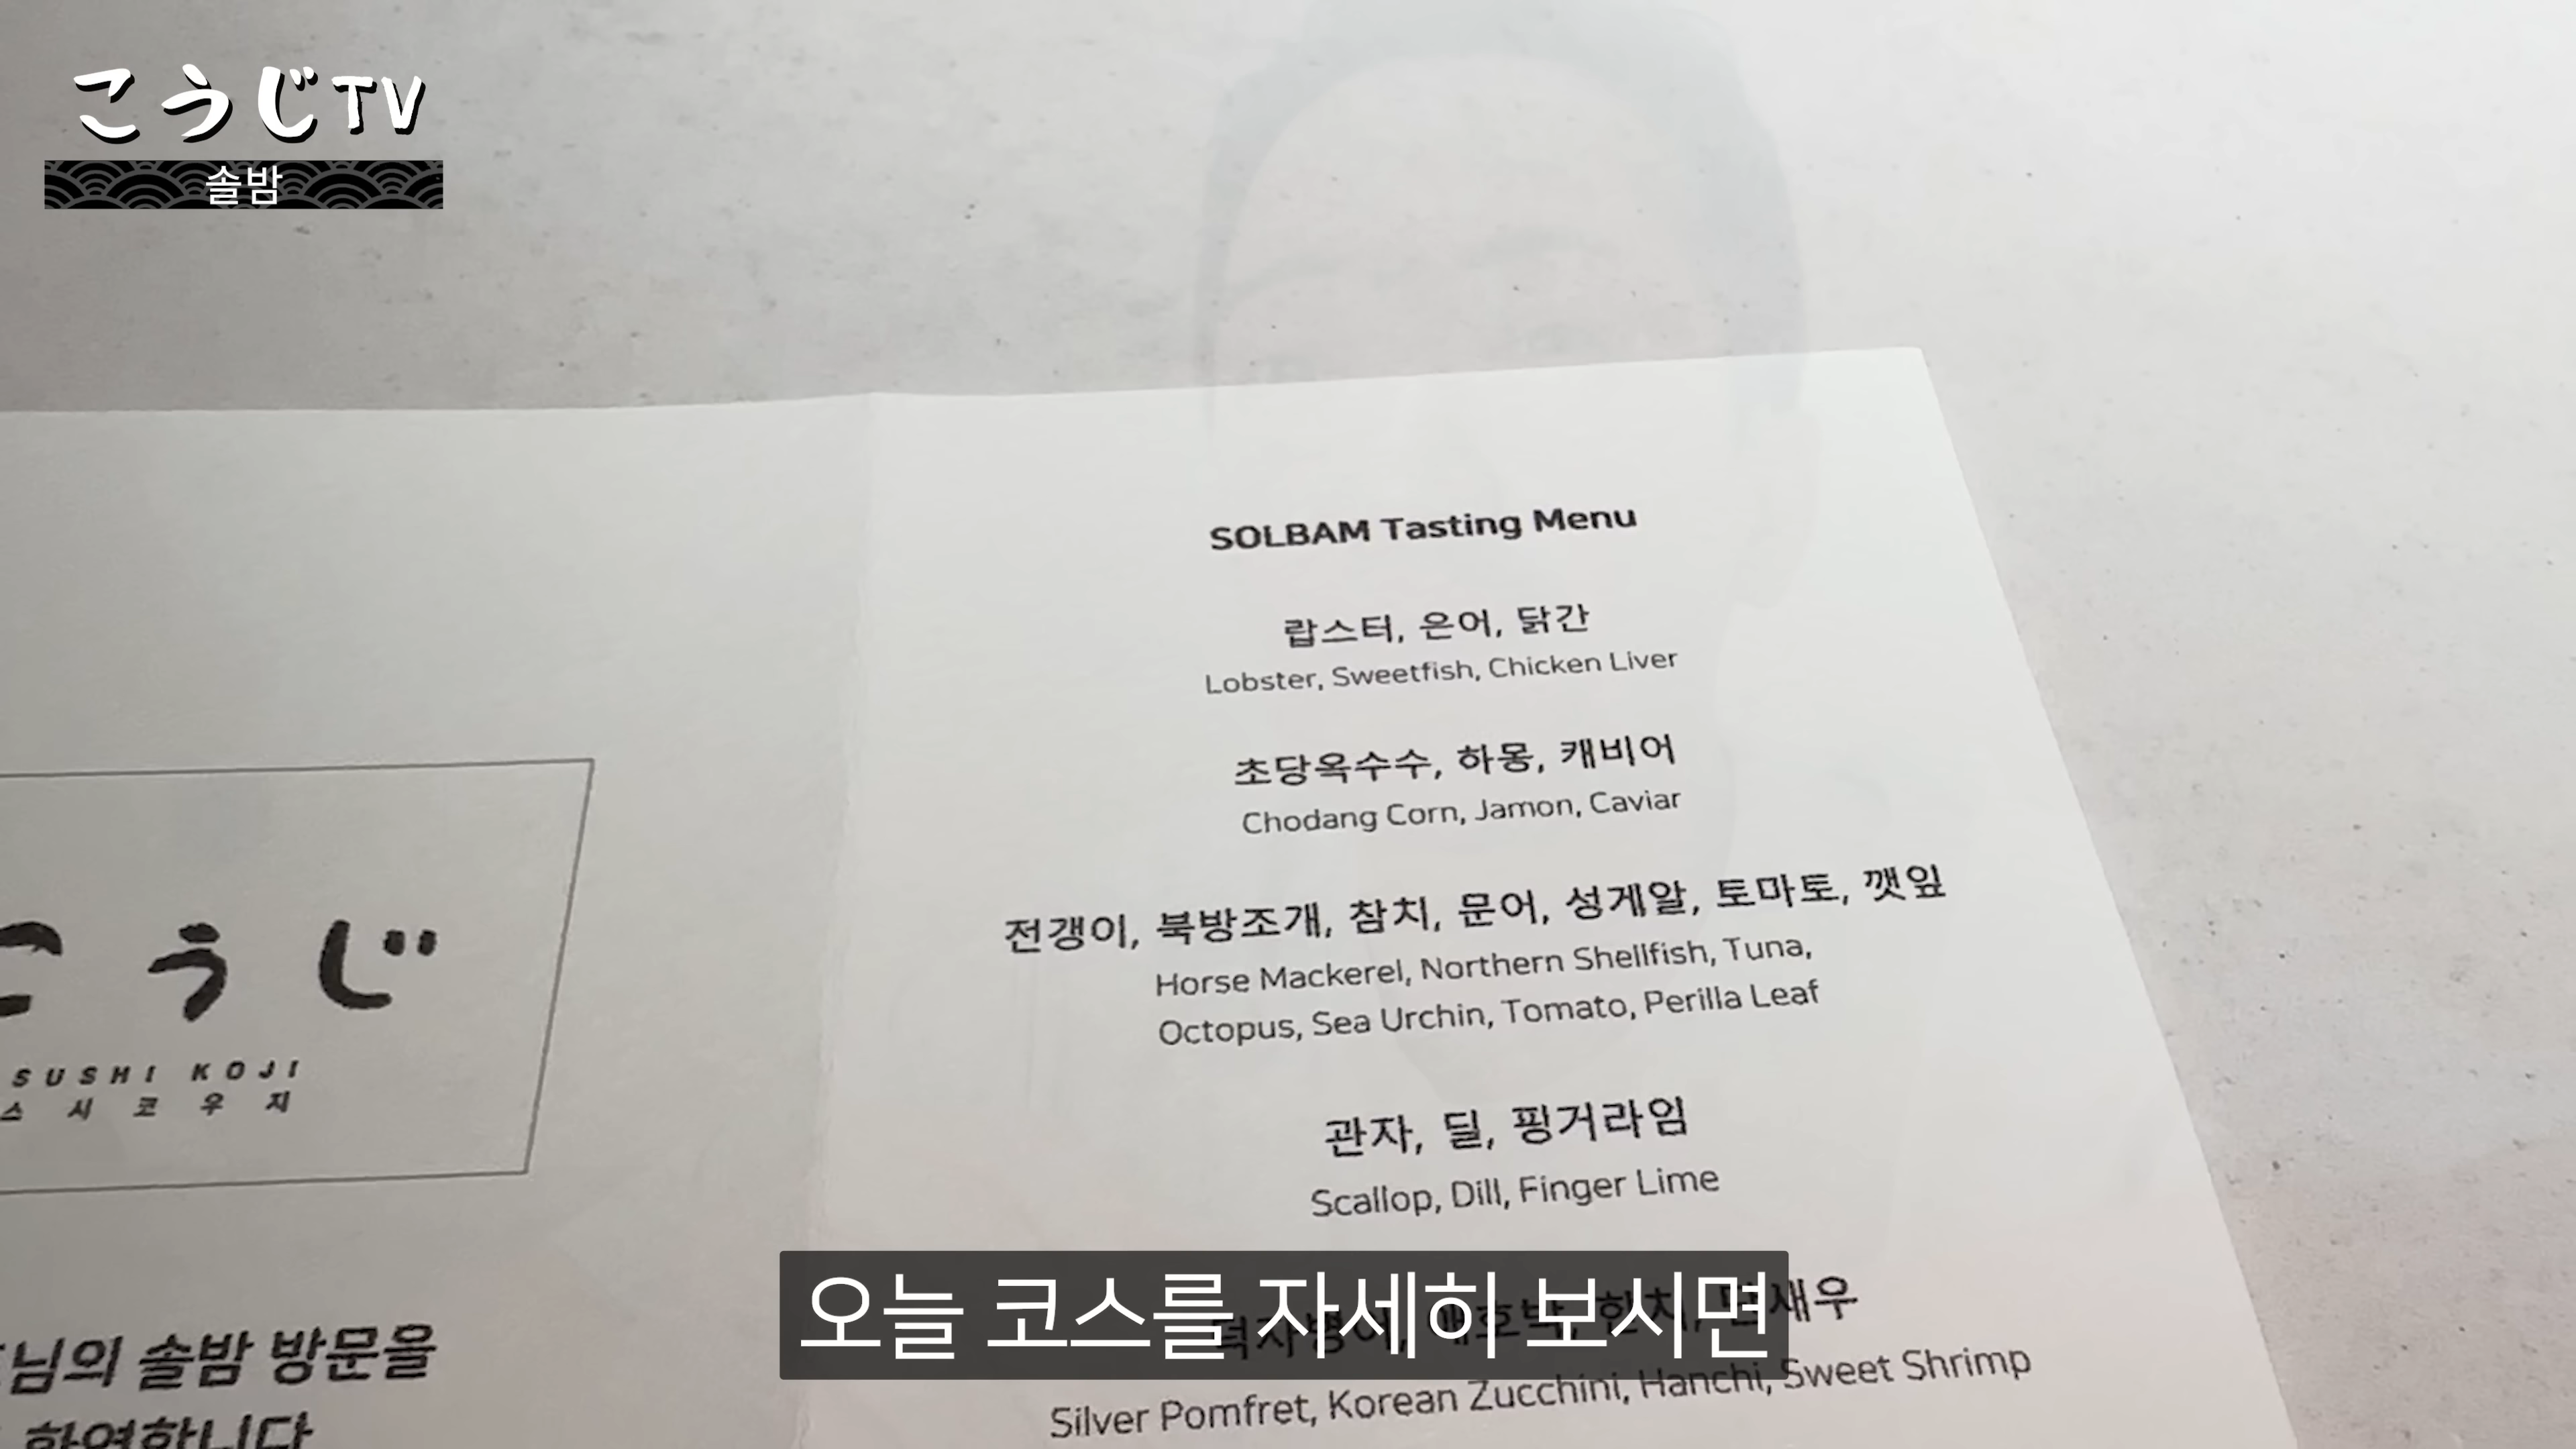 こうじTV
솔밤
SOLBAM Tasting Menu
랍스터, 은어, 닭간
Lobster, Sweetfish, Chicken Liver
초당옥수수, 하몽, 캐비어
Chodang Corn, Jamon, Caviar
전갱이, 북방조개, 참치, 문어, 성게알, 토마토, 깻잎
Horse Mackerel, Northern Shellfish, Tuna,
Octopus, Sea Urchin, Tomato, Perilla Leaf
관자, 딜, 핑거라임
Scallop, Dill, Finger Lime
Silver Pomfret, Korean Zucchini, Hanchi, Sweet Shrimp
こうじ
SUSHI KOJI
스시코우지
님의 솔밤 방문을
환영합니다
오늘 코스를 자세히 보시면